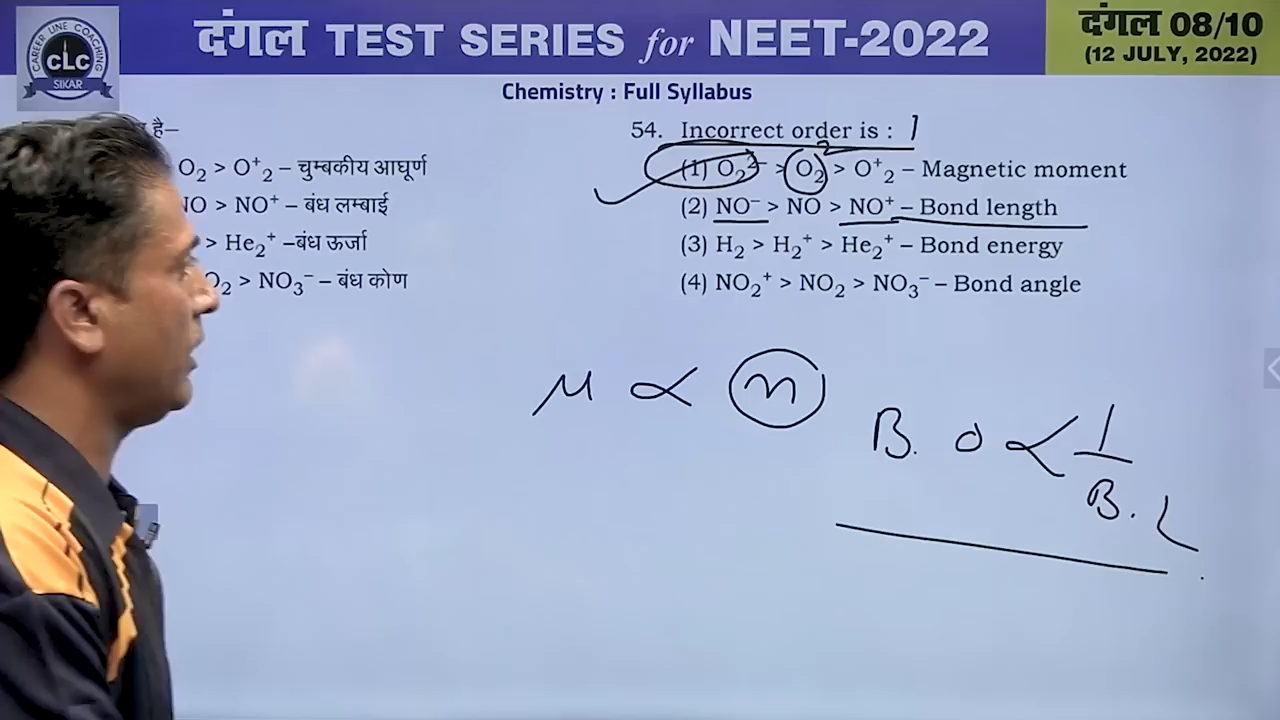 दंगल TEST SERIES for NEET-2022
दंगल 08/10
(12 JULY, 2022)
CAREER LINE COACHING
CLC
SIKAR
Chemistry : Full Syllabus
है–
O₂ > O⁺₂ – चुम्बकीय आघूर्ण
NO > NO⁺ – बंध लम्बाई
> He₂⁺ –बंध ऊर्जा
O₂ > NO₃⁻ – बंध कोण
54. Incorrect order is : 1
(1) O₂²⁻ > O₂ > O⁺₂ – Magnetic moment
2
(2) NO⁻ > NO > NO⁺ – Bond length
(3) H₂ > H₂⁺ > He₂⁺ – Bond energy
(4) NO₂⁺ > NO₂ > NO₃⁻ – Bond angle
μ ∝ n
B. O ∝ 1
B. L